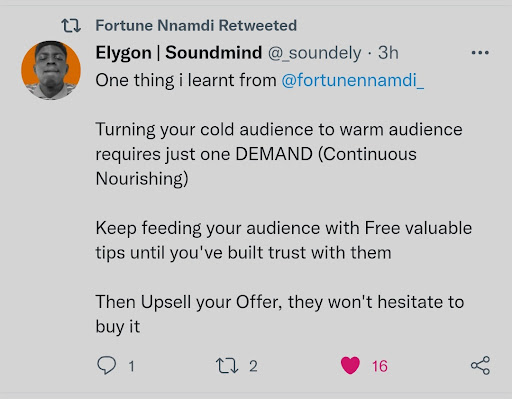 Fortune Nnamdi Retweeted
Elygon | Soundmind @_soundely · 3h
One thing i learnt from @fortunennamdi_
Turning your cold audience to warm audience
requires just one DEMAND (Continuous
Nourishing)
Keep feeding your audience with Free valuable
tips until you've built trust with them
Then Upsell your Offer, they won't hesitate to
buy it
1 2 16